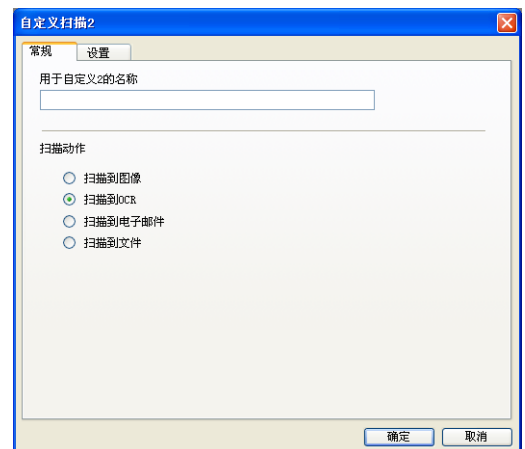 自定义扫描2
常规 设置
用于自定义2的名称
扫描动作
扫描到图像
扫描到OCR
扫描到电子邮件
扫描到文件
确定 取消